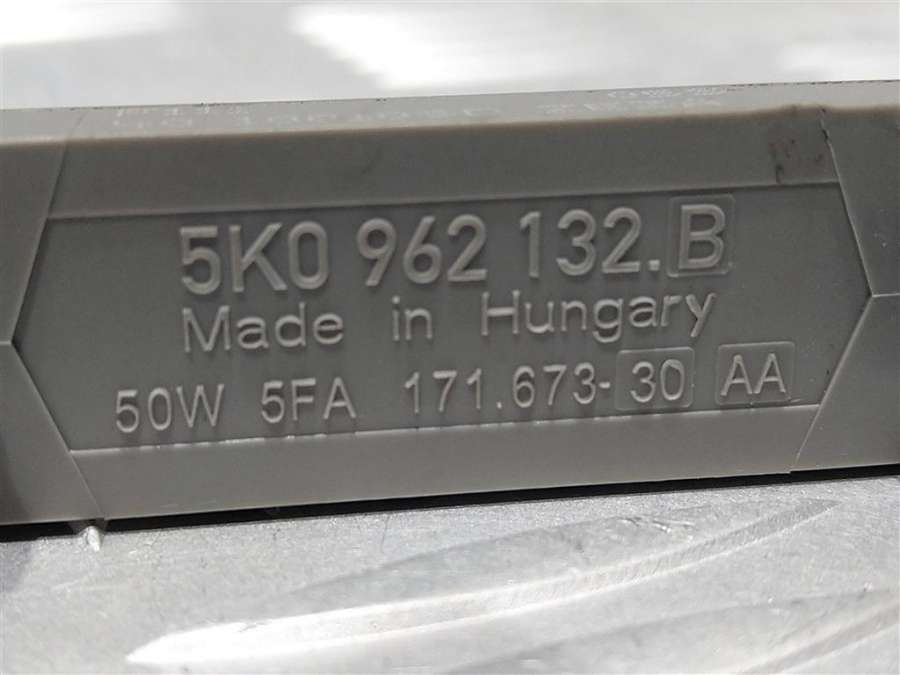 5K0 962 132.B
Made in Hungary
50W 5FA 171.673-30 AA